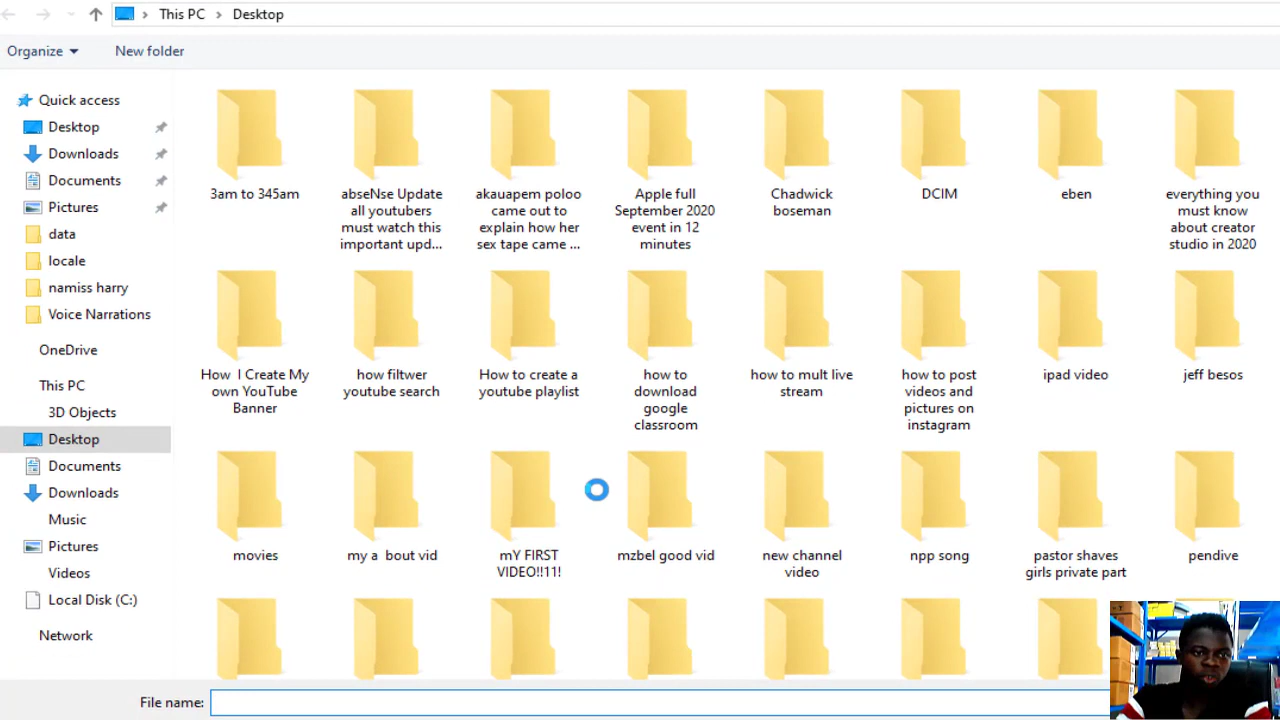 This PC > Desktop
Organize
New folder
Quick access
Desktop
Downloads
Documents
Pictures
data
locale
namiss harry
Voice Narrations
OneDrive
This PC
3D Objects
Desktop
Documents
Downloads
Music
Pictures
Videos
Local Disk (C:)
Network
3am to 345am
abseNse Update
all youtubers
must watch this
important upd...
akauapem poloo
came out to
explain how her
sex tape came ...
Apple full
September 2020
event in 12
minutes
Chadwick
boseman
DCIM
eben
everything you
must know
about creator
studio in 2020
How I Create My
own YouTube
Banner
how filtwer
youtube search
How to create a
youtube playlist
how to
download
google
classroom
how to mult live
stream
how to post
videos and
pictures on
instagram
ipad video
jeff besos
movies
my a bout vid
mY FIRST
VIDEO!!11!
mzbel good vid
new channel
video
npp song
pastor shaves
girls private part
pendive
File name: